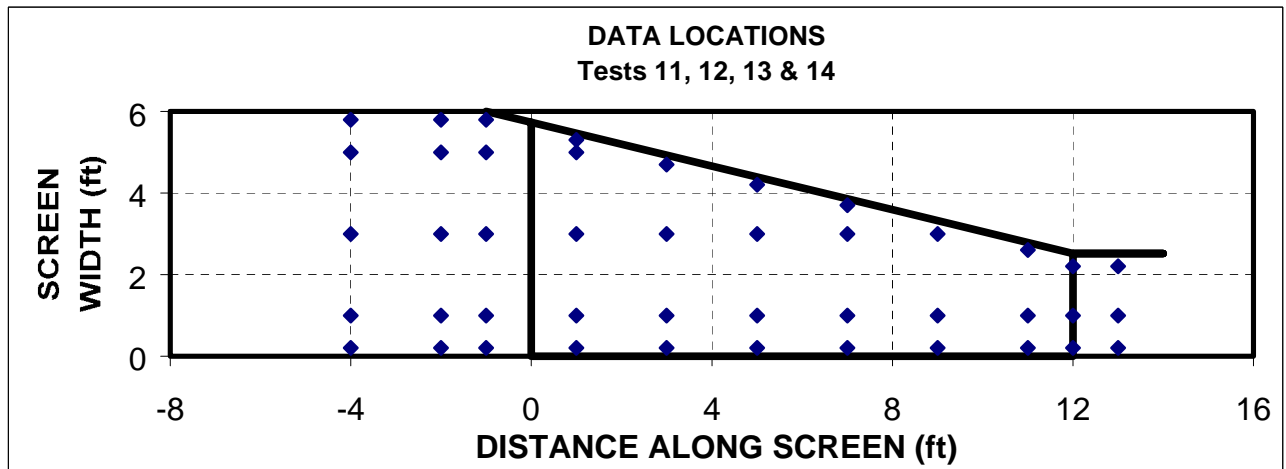 DATA LOCATIONS
Tests 11, 12, 13 & 14
SCREEN
WIDTH (ft)
6
4
2
0
-8 -4 0 4 8 12 16
DISTANCE ALONG SCREEN (ft)